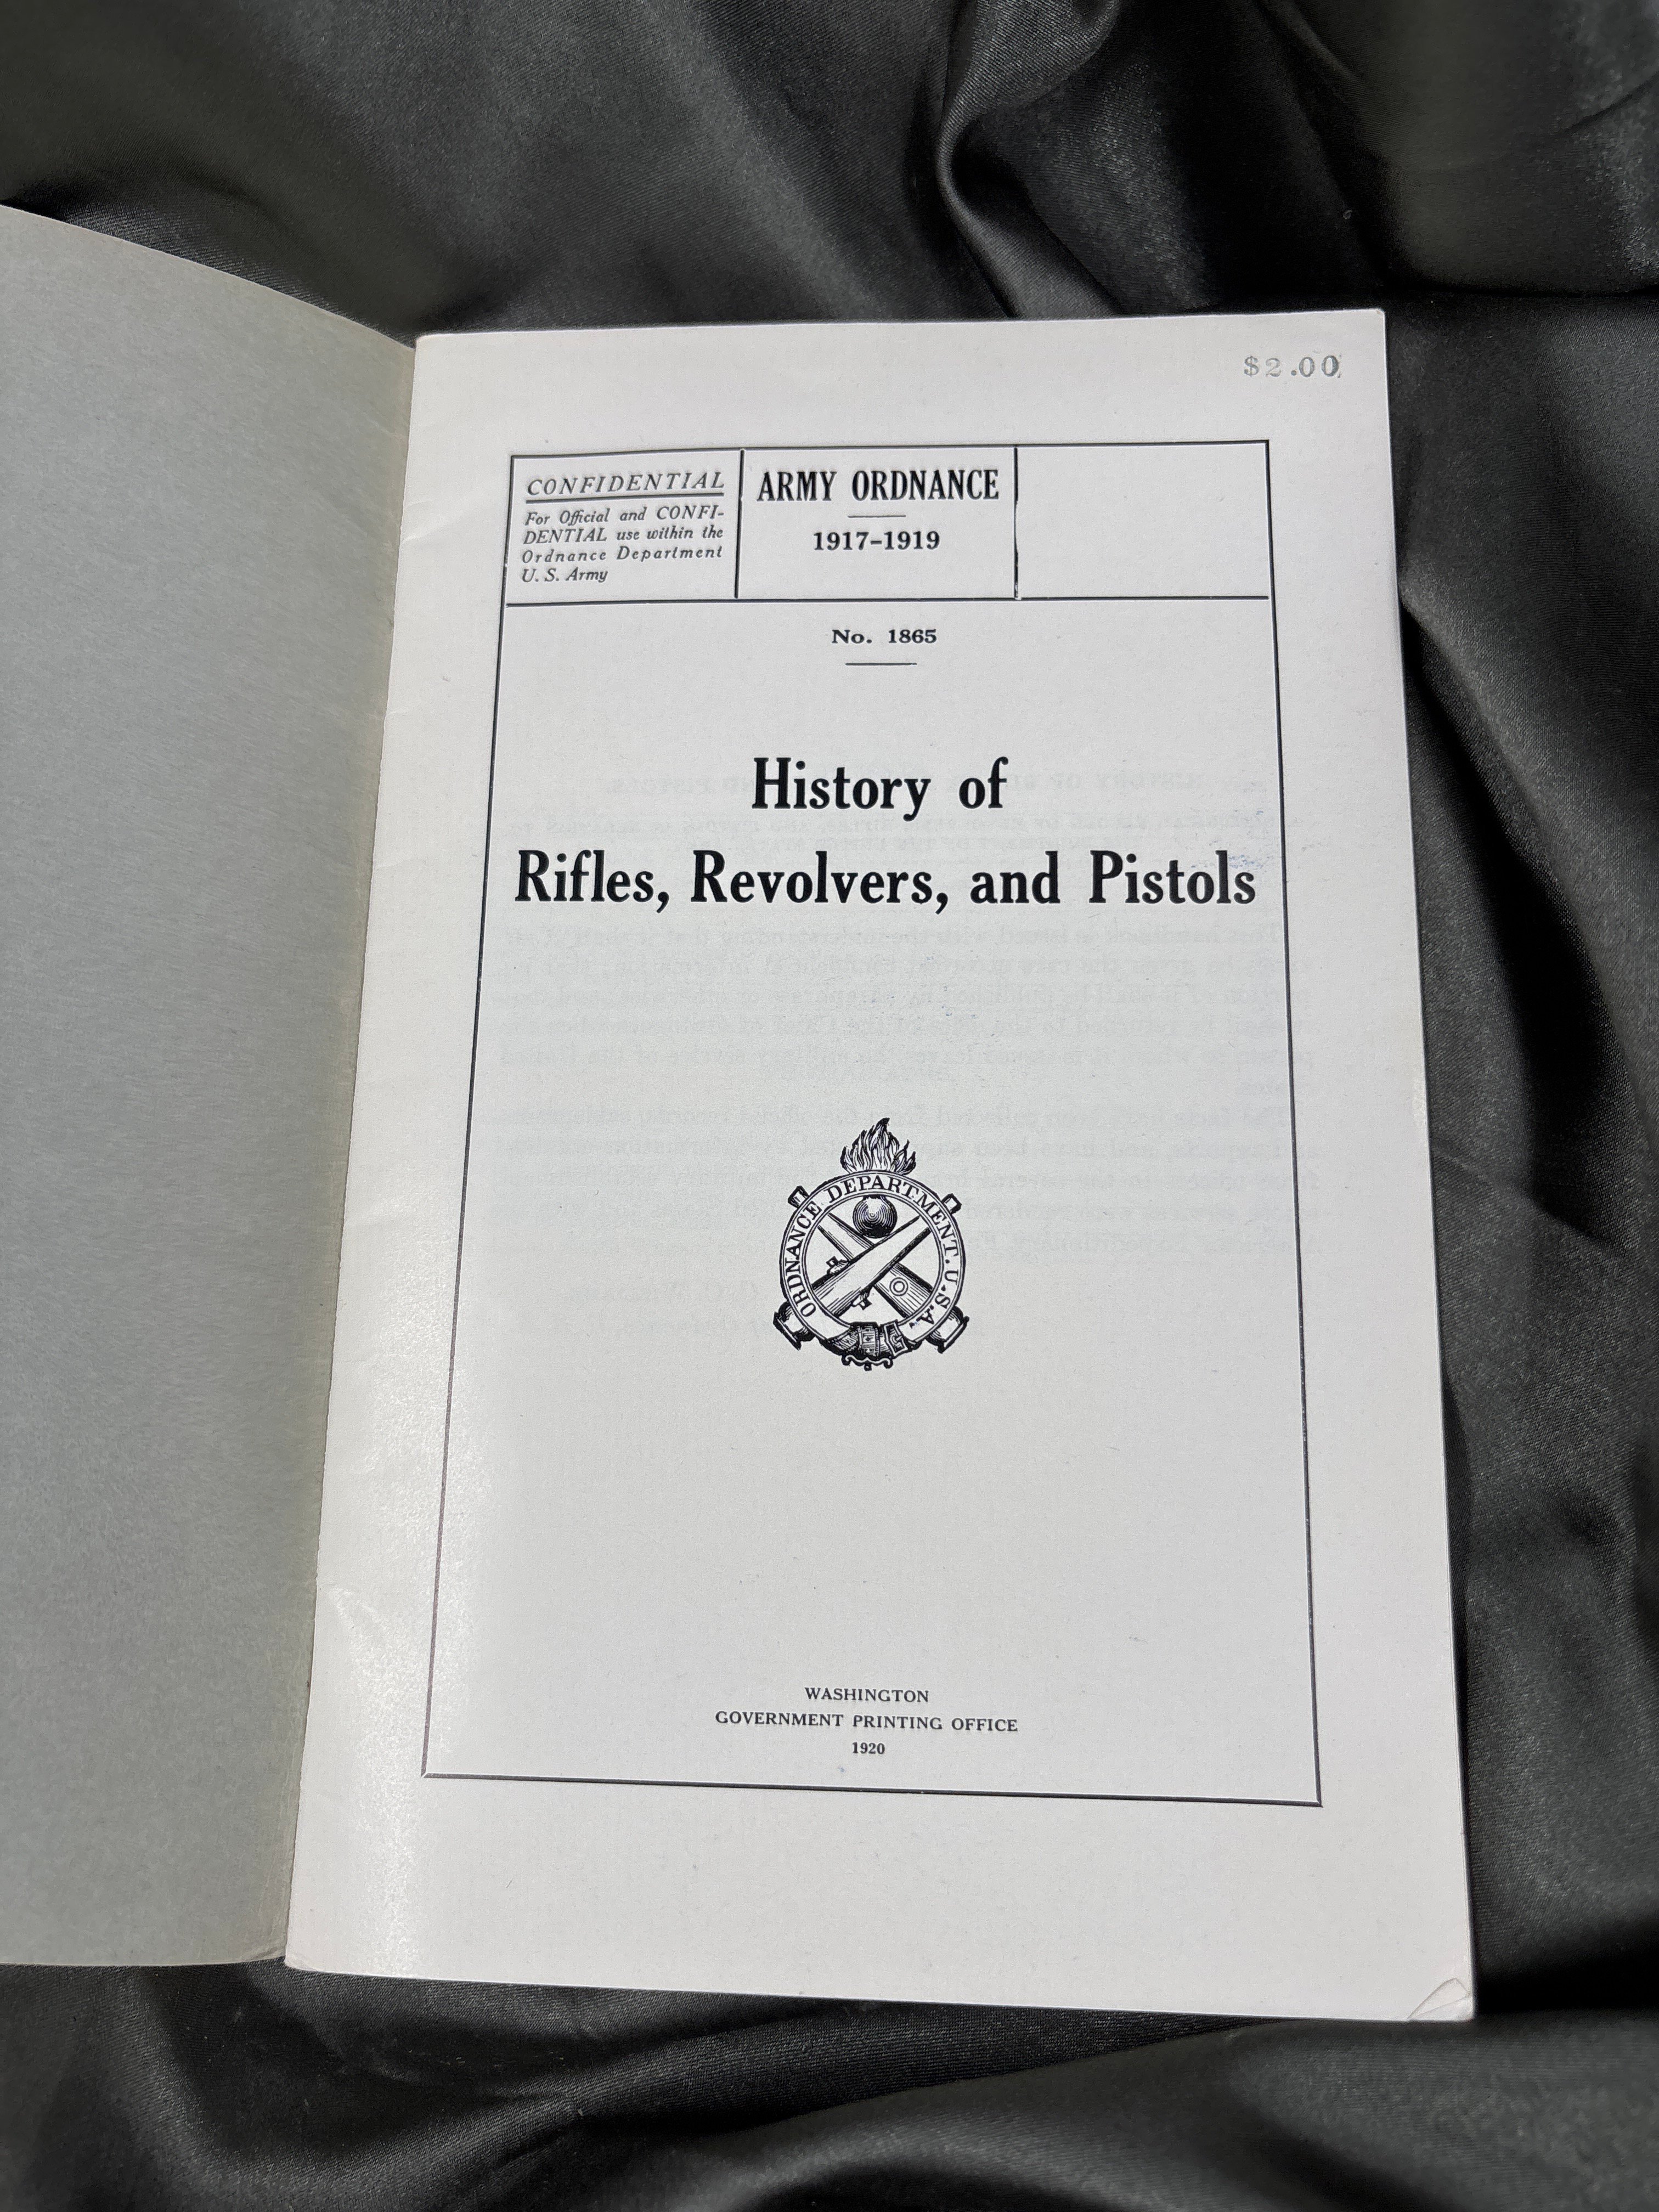 $2.00
CONFIDENTIAL
For Official and CONFI-
DENTIAL use within the
Ordnance Department
U. S. Army
ARMY ORDNANCE
1917-1919
No. 1865
History of
Rifles, Revolvers, and Pistols
ORDNANCE DEPARTMENT. U.S.A.
WASHINGTON
GOVERNMENT PRINTING OFFICE
1920